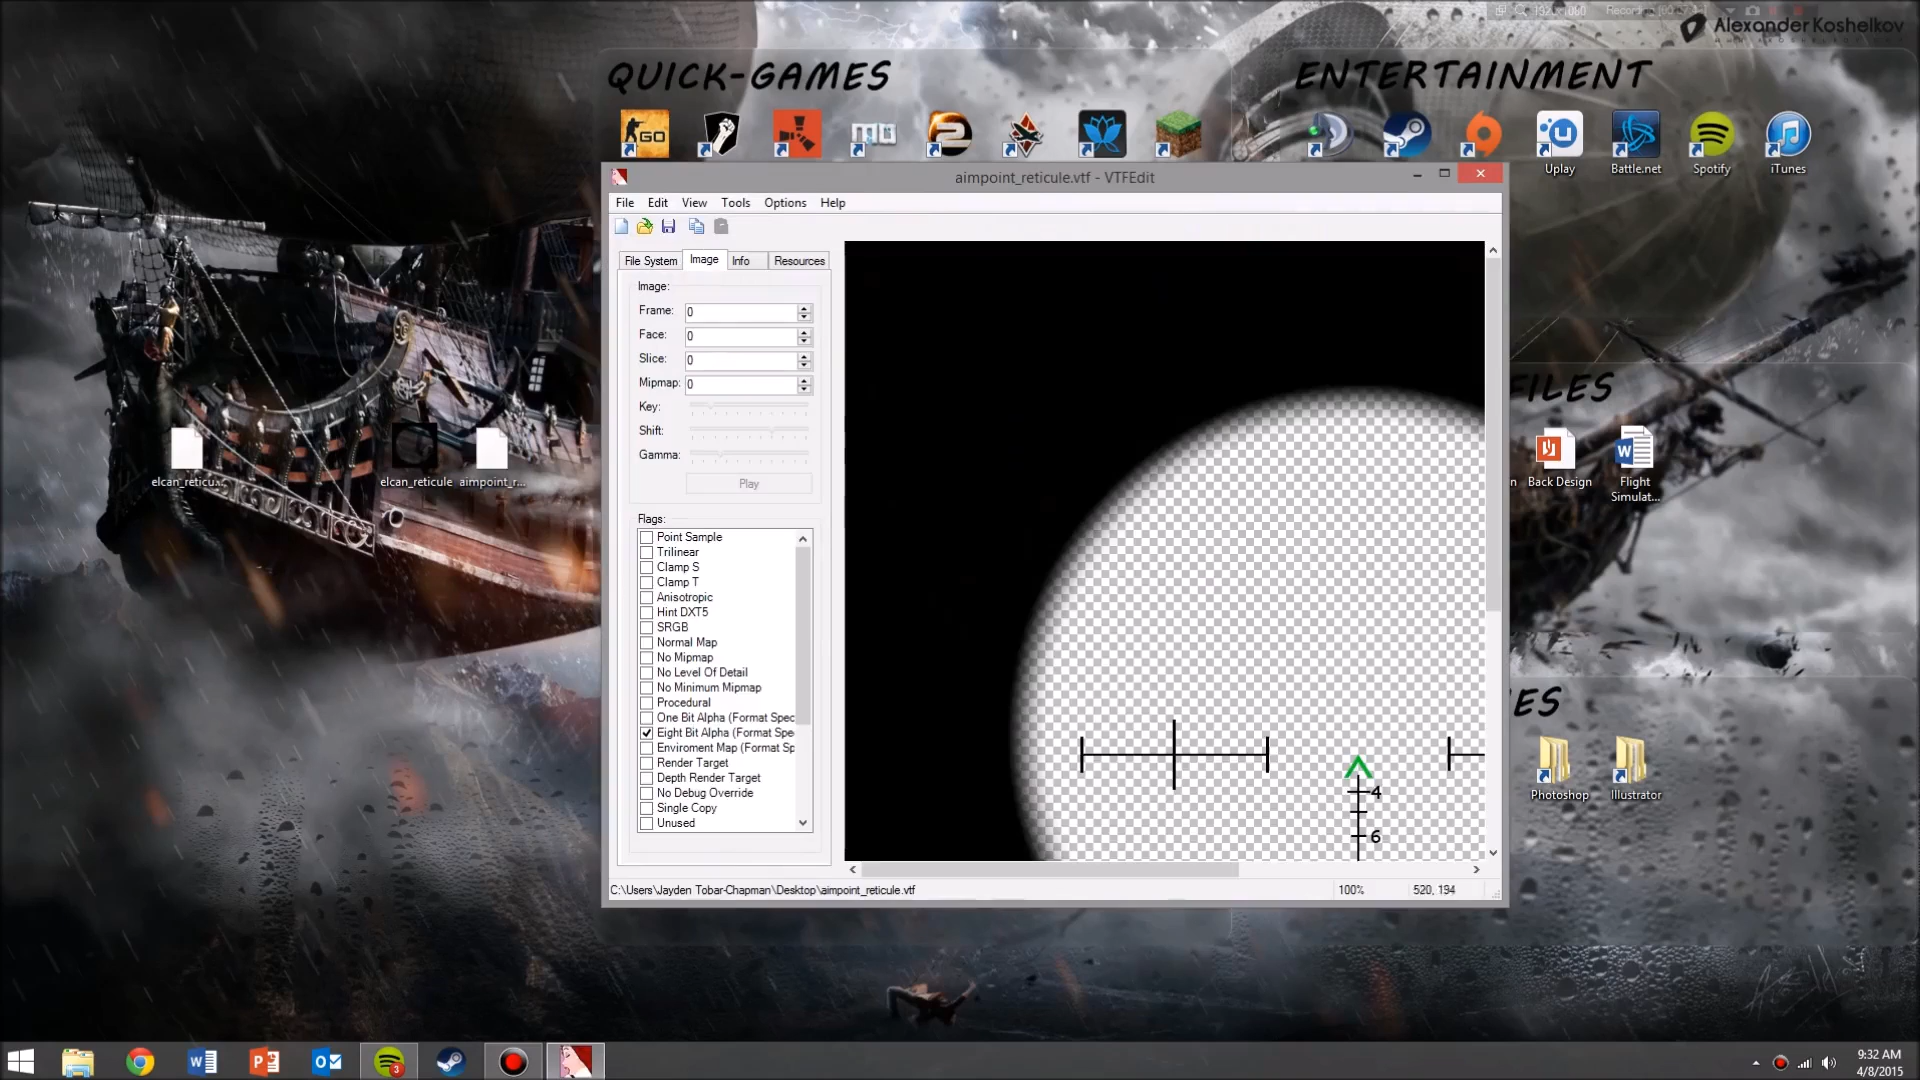 1920x1080 Recording
Alexander Koshelkov
QUICK-GAMES
ENTERTAINMENT
GO
2
Uplay
Battle.net
Spotify
iTunes
aimpoint_reticule.vtf - VTFEdit
File Edit View Tools Options Help
File System Image Info Resources
Image:
Frame: 0
Face: 0
Slice: 0
Mipmap: 0
Key:
Shift:
Gamma:
Play
Flags:
Point Sample
Trilinear
Clamp S
Clamp T
Anisotropic
Hint DXT5
SRGB
Normal Map
No Mipmap
No Level Of Detail
No Minimum Mipmap
Procedural
One Bit Alpha (Format Spec
Eight Bit Alpha (Format Spe
Enviroment Map (Format Sp
Render Target
Depth Render Target
No Debug Override
Single Copy
Unused
4
6
C:\Users\Jayden Tobar-Chapman\Desktop\aimpoint_reticule.vtf
100%
520, 194
elcan_reticu...
elcan_reticule
aimpoint_r...
FILES
n
Back Design
Flight
Simulat...
ES
Photoshop
Illustrator
3
9:32 AM
4/8/2015